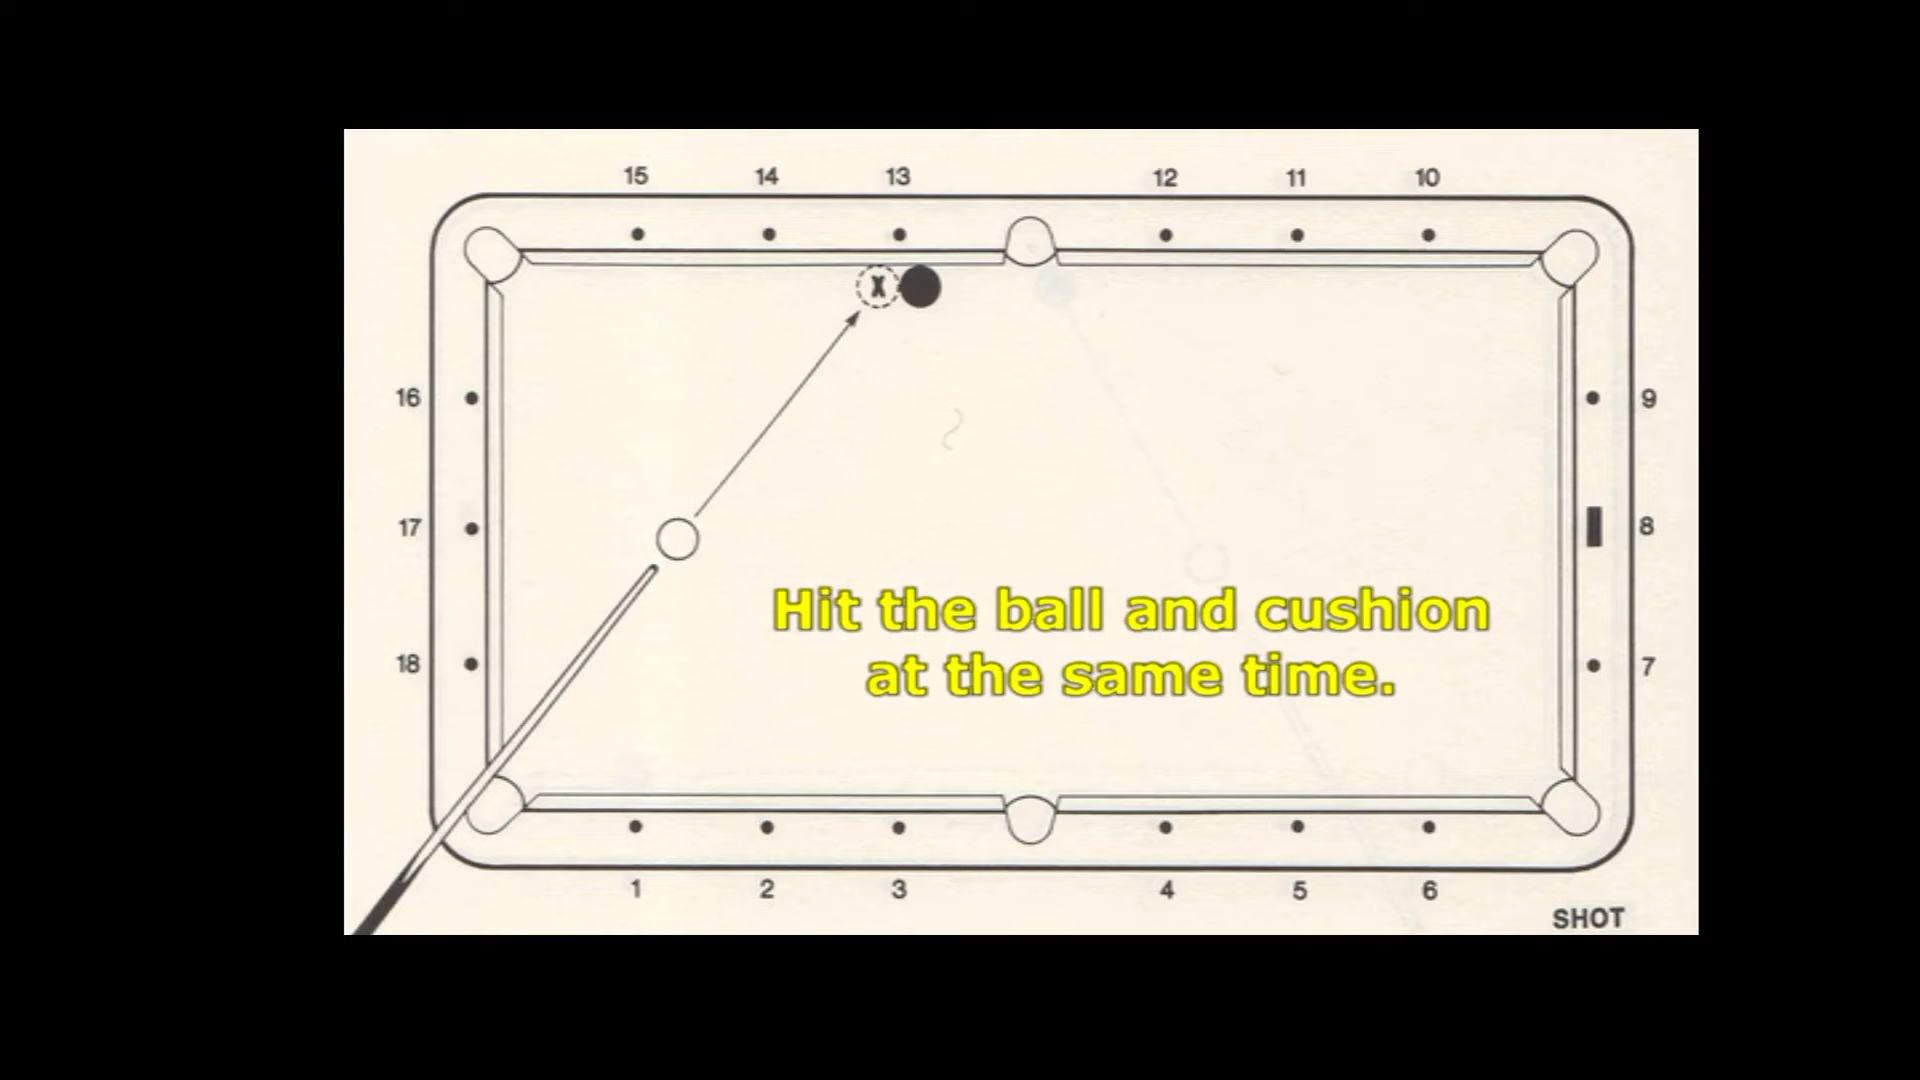 15 14 13 12 11 10
X
16 9
17 8
Hit the ball and cushion
at the same time.
18 7
1 2 3 4 5 6
SHOT